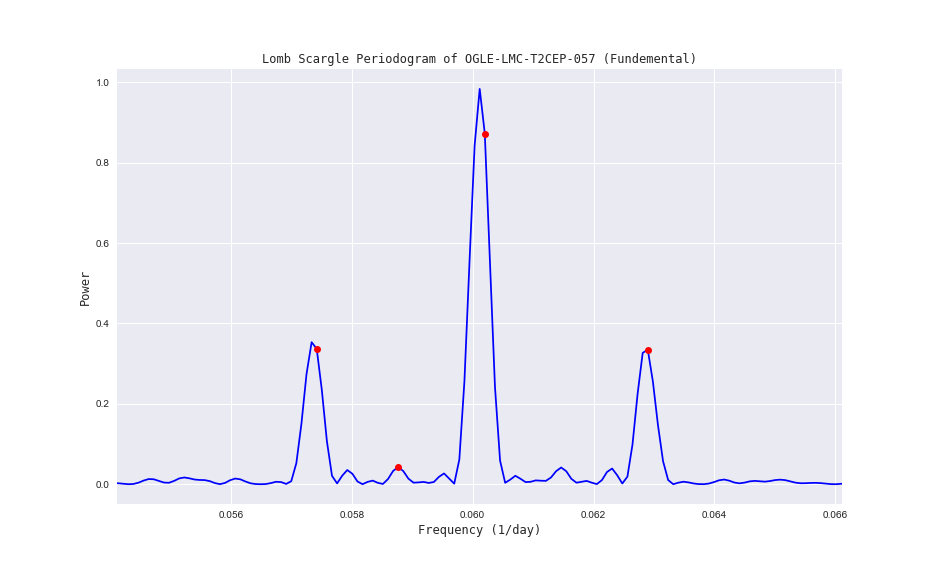 Lomb Scargle Periodogram of OGLE-LMC-T2CEP-057 (Fundemental)
1.0
0.8
0.6
0.4
0.2
0.0
Power
0.056 0.058 0.060 0.062 0.064 0.066
Frequency (1/day)